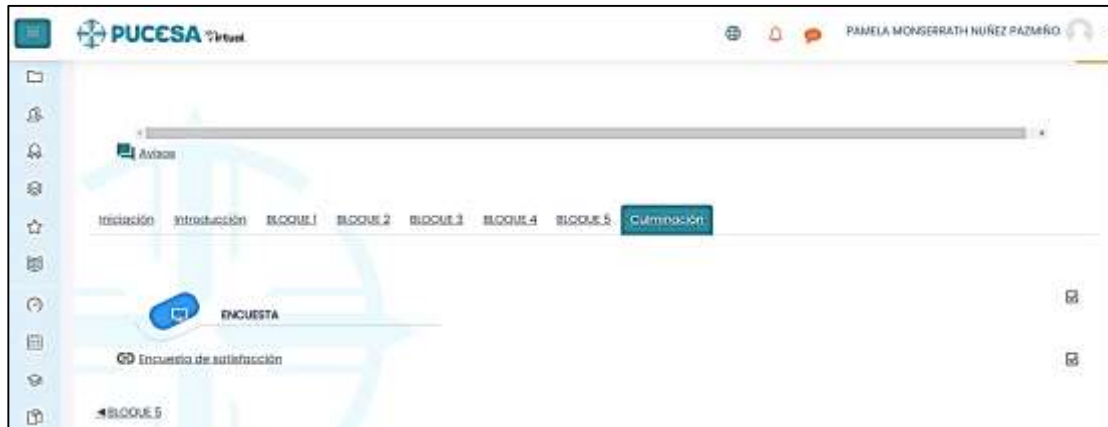 PUCESA Virtual
PAMELA MONSERRATH NUÑEZ PAZMIÑO
Avisos
Iniciación Introducción BLOQUE 1 BLOQUE 2 BLOQUE 3 BLOQUE 4 BLOQUE 5 Culminación
ENCUESTA
Encuesta de satisfacción
BLOQUE 5